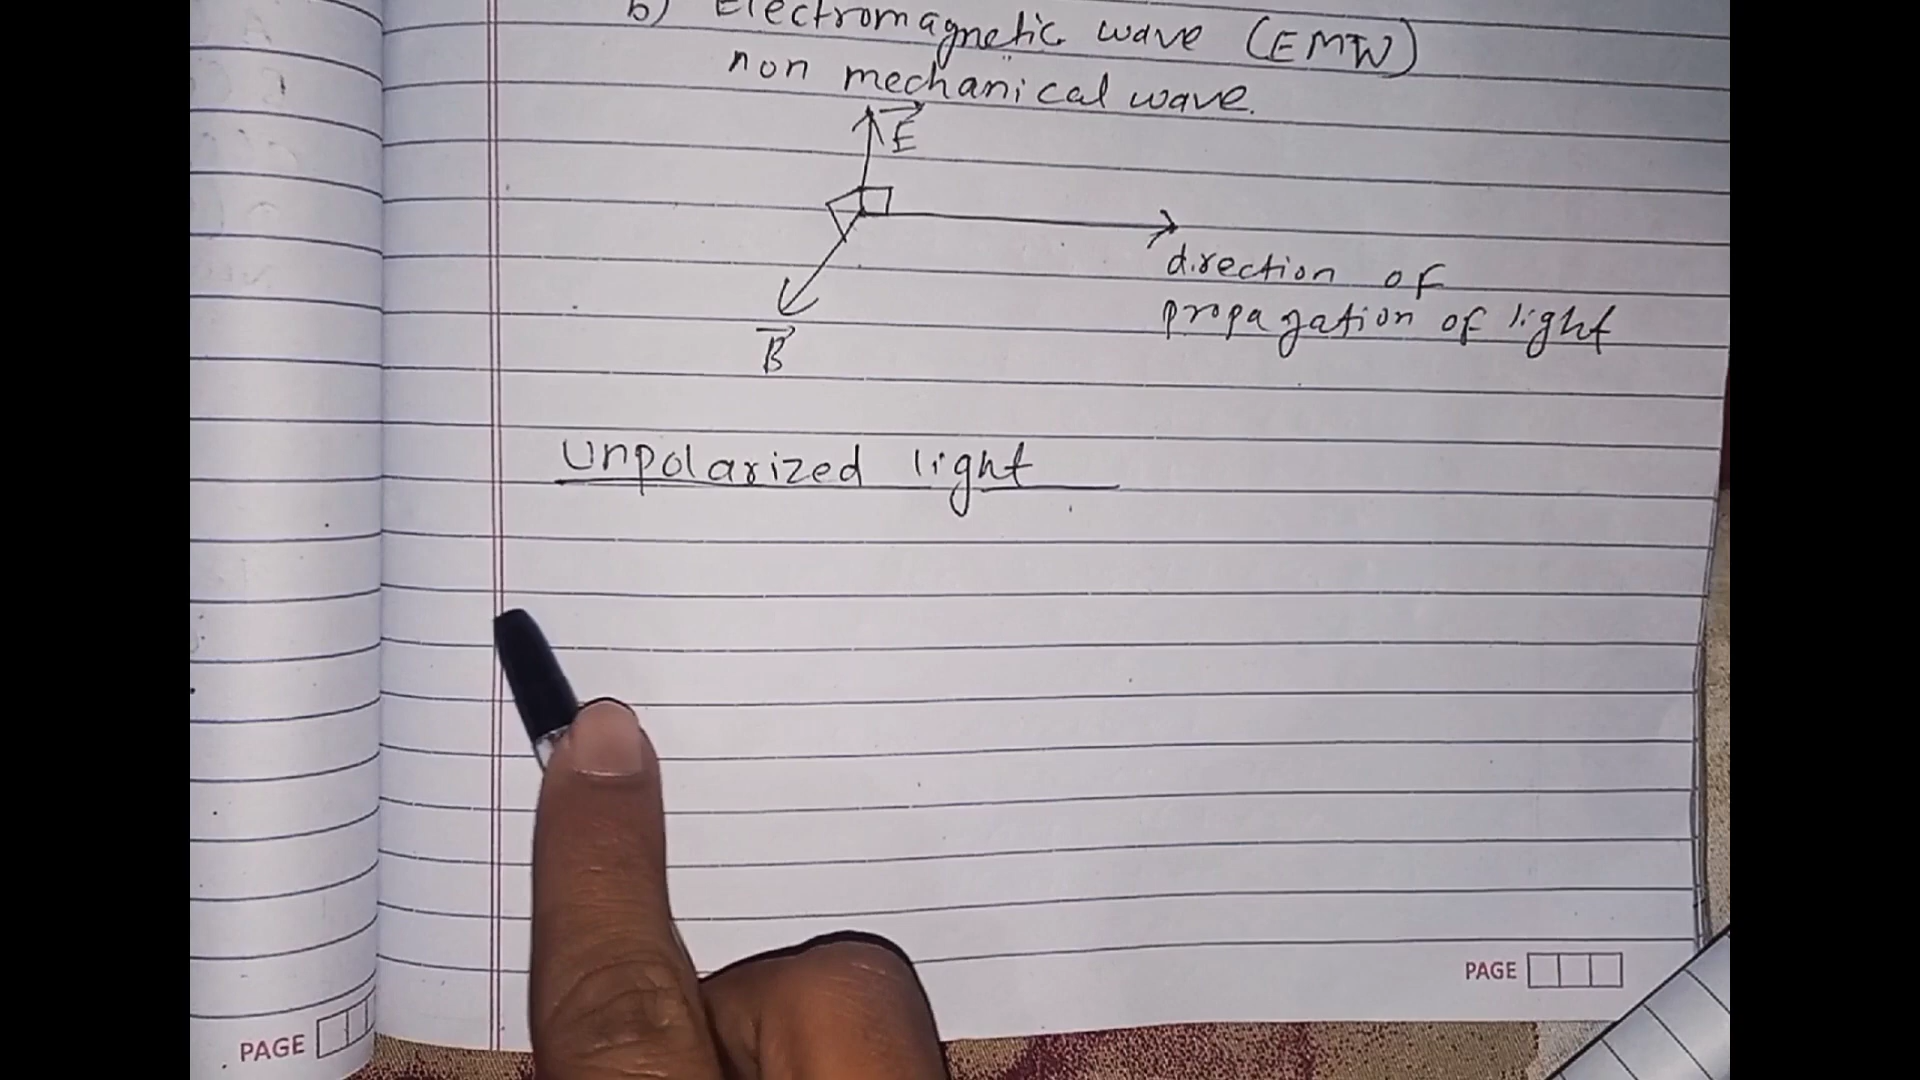 b) Electromagnetic wave (EMW)
non mechanical wave.
E
direction of
propagation of light
B
Unpolarized light
PAGE
PAGE